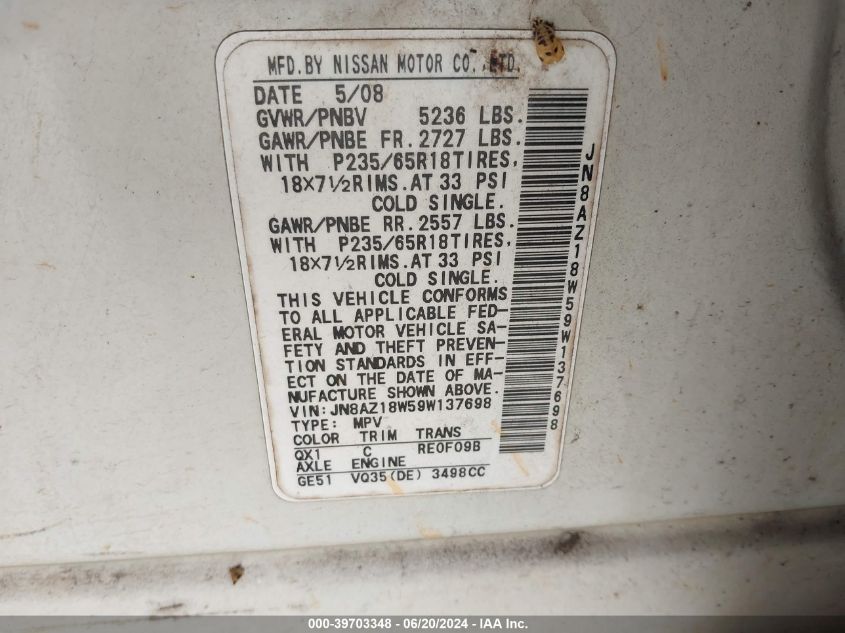 MFD.BY NISSAN MOTOR CO.,LTD.
DATE 5/08
GVWR/PNBV 5236 LBS.
GAWR/PNBE FR.2727 LBS.
WITH P235/65R18TIRES,
18X7½RIMS.AT 33 PSI
COLD SINGLE.
GAWR/PNBE RR.2557 LBS.
WITH P235/65R18TIRES,
18X7½RIMS.AT 33 PSI
COLD SINGLE.
THIS VEHICLE CONFORMS
TO ALL APPLICABLE FED-
ERAL MOTOR VEHICLE SA-
FETY AND THEFT PREVEN-
TION STANDARDS IN EFF-
ECT ON THE DATE OF MA-
NUFACTURE SHOWN ABOVE.
VIN:JN8AZ18W59W137698
TYPE: MPV
COLOR TRIM TRANS
QX1 C RE0F09B
AXLE ENGINE
GE51 VQ35(DE) 3498CC
JN8AZ18W59W137698
000-39703348 - 06/20/2024 - IAA Inc.